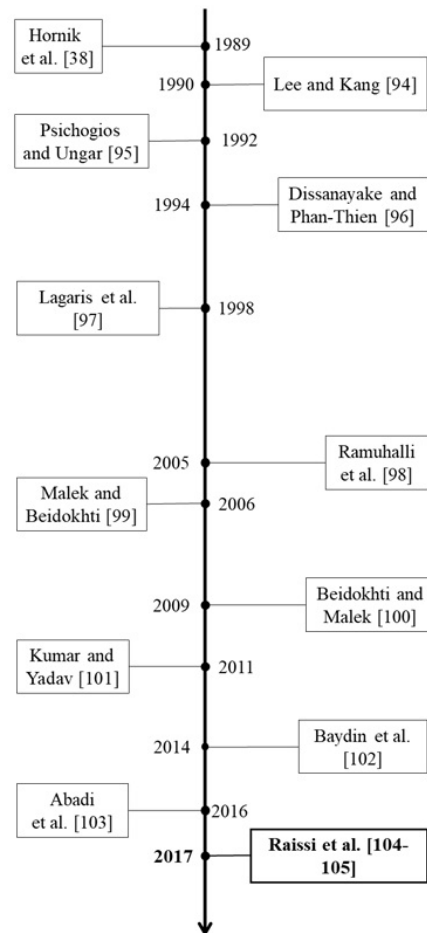 Hornik
et al. [38]
1989
1990
Lee and Kang [94]
Psichogios
and Ungar [95]
1992
1994
Dissanayake and
Phan-Thien [96]
Lagaris et al.
[97]
1998
2005
Ramuhalli
et al. [98]
Malek and
Beidokhti [99]
2006
2009
Beidokhti and
Malek [100]
Kumar and
Yadav [101]
2011
2014
Baydin et al.
[102]
Abadi
et al. [103]
2016
2017
Raissi et al. [104-
105]